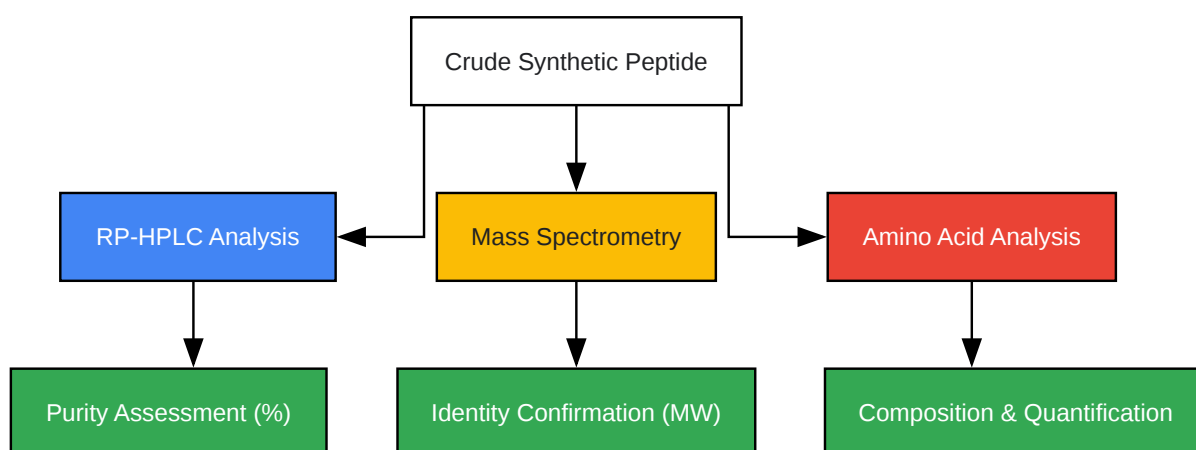 Crude Synthetic Peptide
RP-HPLC Analysis
Mass Spectrometry
Amino Acid Analysis
Purity Assessment (%)
Identity Confirmation (MW)
Composition & Quantification